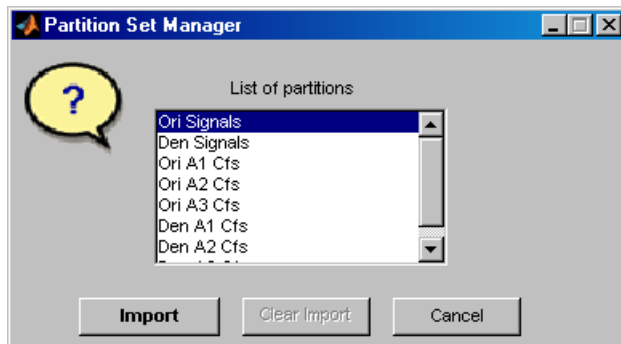 Partition Set Manager
?
List of partitions
Ori Signals
Den Signals
Ori A1 Cfs
Ori A2 Cfs
Ori A3 Cfs
Den A1 Cfs
Den A2 Cfs
Import Clear Import Cancel